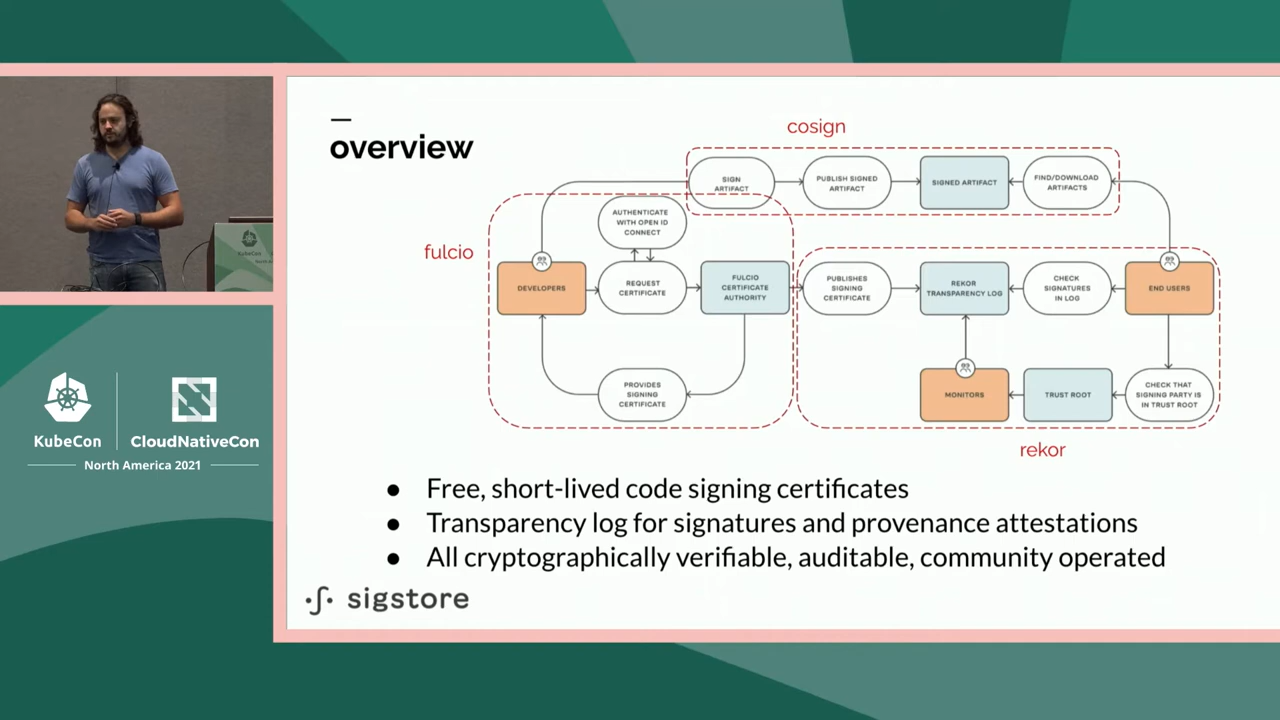 overview
cosign
SIGN
ARTIFACT
PUBLISH SIGNED
ARTIFACT
SIGNED ARTIFACT
FIND/DOWNLOAD
ARTIFACTS
fulcio
AUTHENTICATE
WITH OPEN ID
CONNECT
DEVELOPERS
REQUEST
CERTIFICATE
FULCIO
CERTIFICATE
AUTHORITY
PUBLISHES
SIGNING
CERTIFICATE
REKOR
TRANSPARENCY LOG
CHECK
SIGNATURES
IN LOG
END USERS
PROVIDES
SIGNING
CERTIFICATE
MONITORS
TRUST ROOT
CHECK THAT
SIGNING PARTY IS
IN TRUST ROOT
rekor
● Free, short-lived code signing certificates
● Transparency log for signatures and provenance attestations
● All cryptographically verifiable, auditable, community operated
sigstore
KubeCon
KubeCon
CloudNativeCon
North America 2021